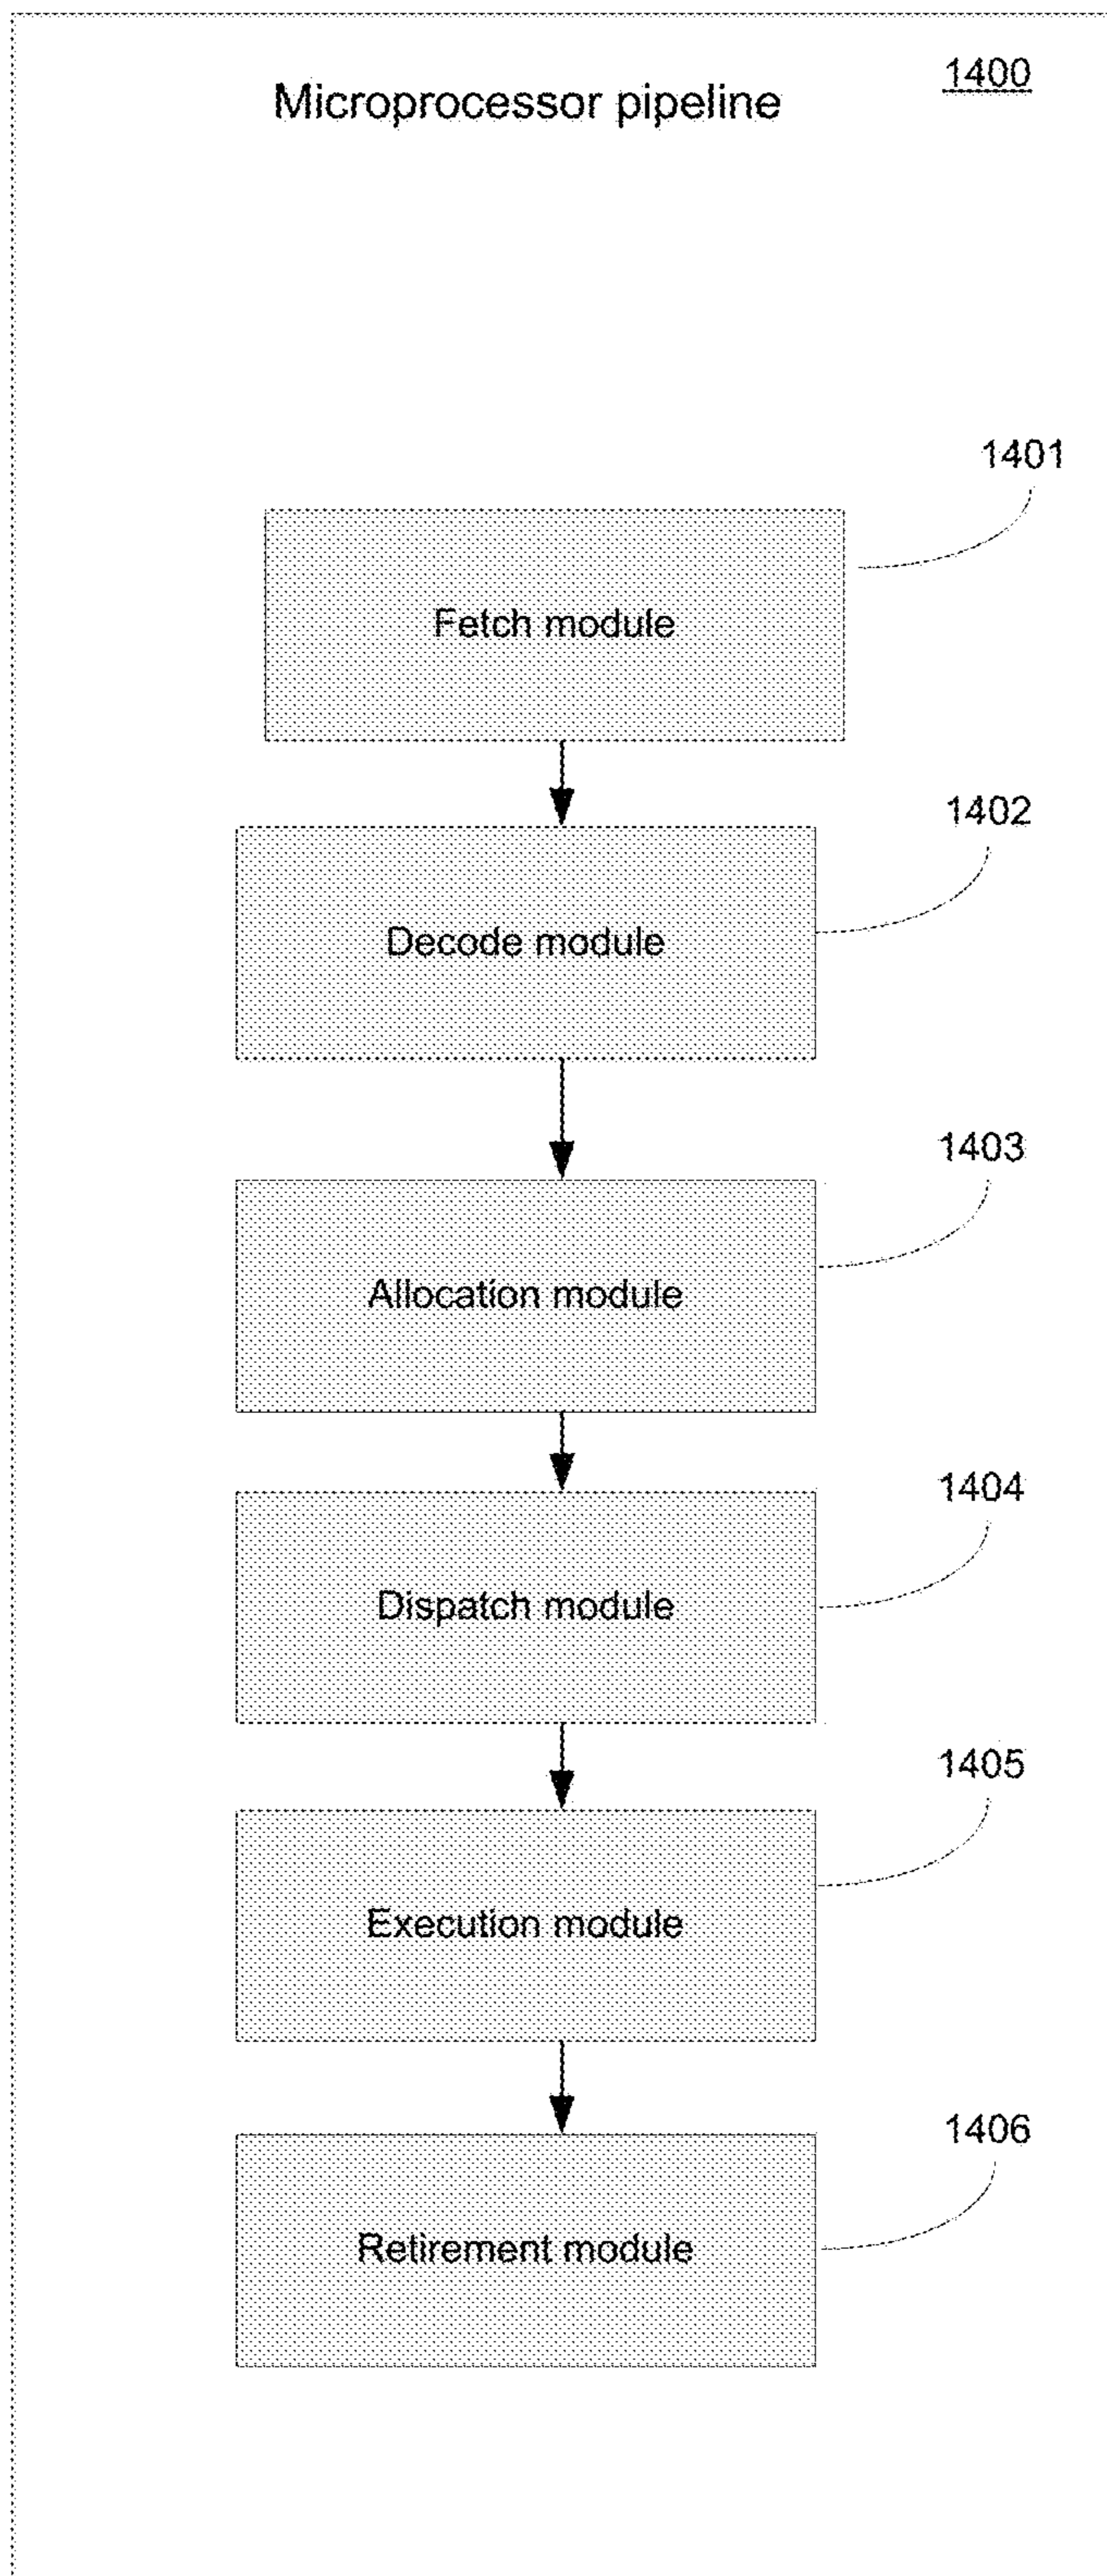 1400
Microprocessor pipeline
1401
Fetch module
1402
Decode module
1403
Allocation module
1404
Dispatch module
1405
Execution module
1406
Retirement module